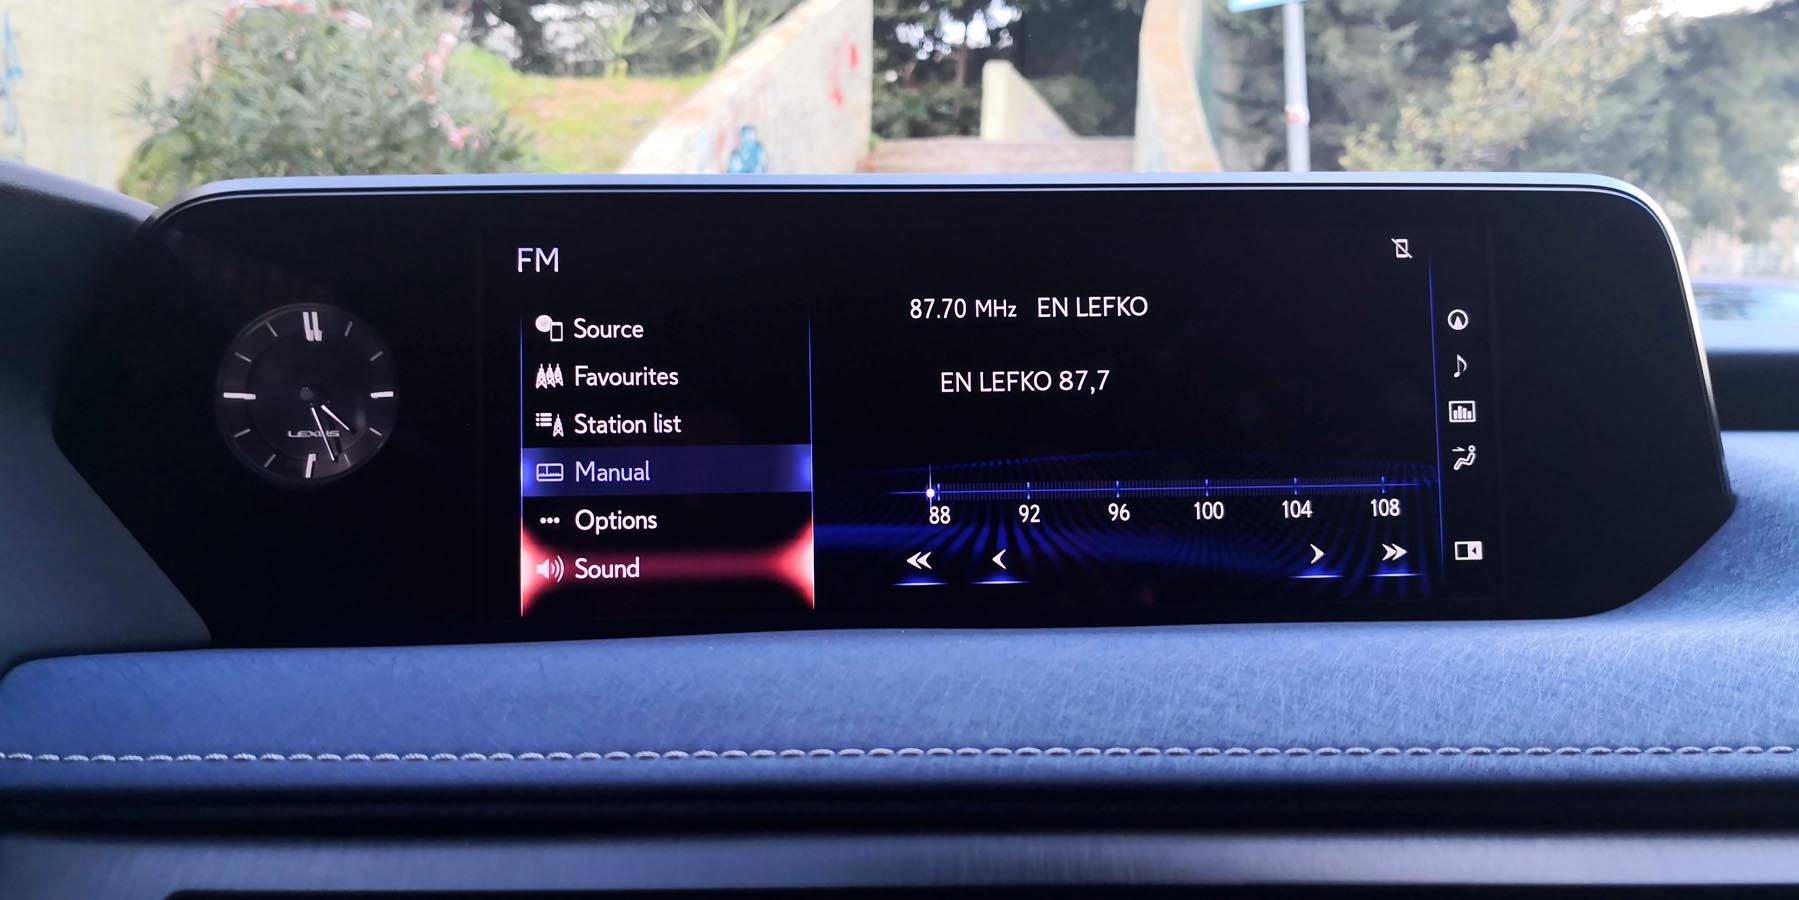 FM
Source
Favourites
Station list
Manual
Options
Sound
87.70 MHz EN LEFKO
EN LEFKO 87,7
88 92 96 100 104 108
LEXUS